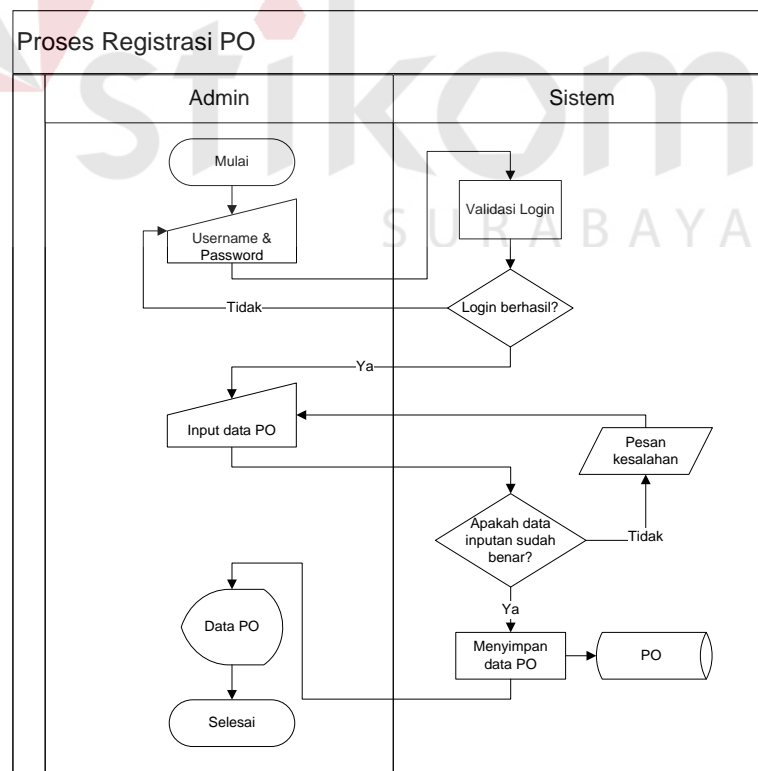 Proses Registrasi PO
Admin
Sistem
stikom
SURABAYA
Mulai
Username &
Password
Validasi Login
Login berhasil?
Tidak
Ya
Input data PO
Pesan
kesalahan
Apakah data
inputan sudah
benar?
Tidak
Ya
Data PO
Menyimpan
data PO
PO
Selesai